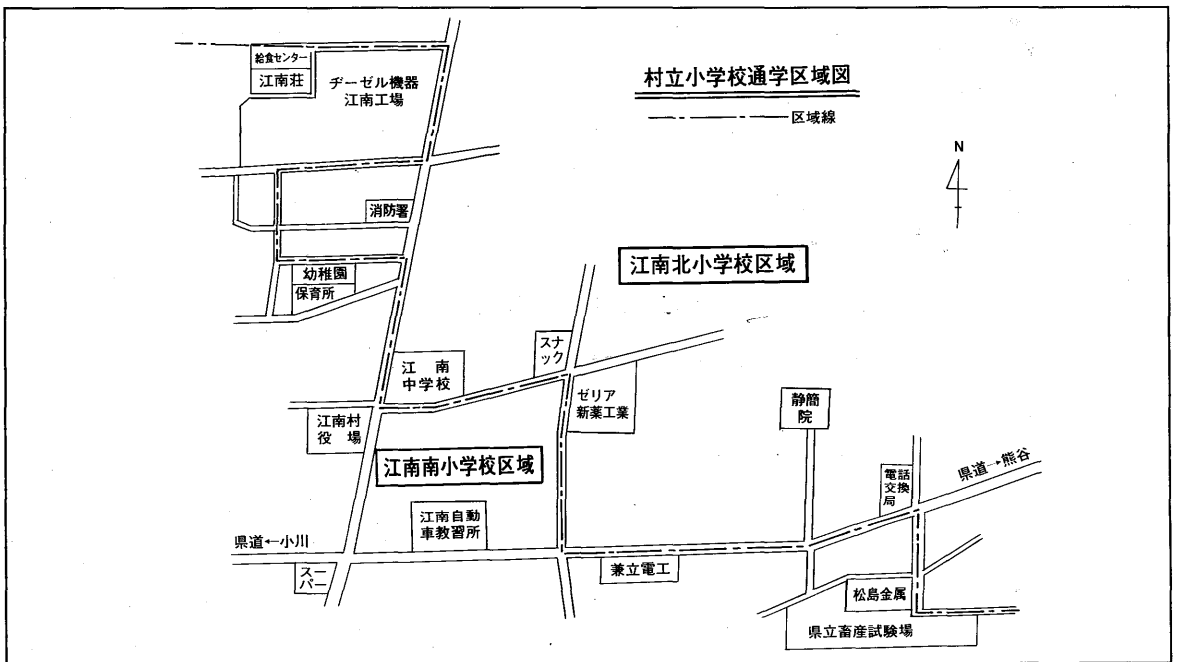 村立小学校通学区域図
区域線
N
給食センター
江南荘
ヂーゼル機器
江南工場
消防署
江南北小学校区域
幼稚園
保育所
スナ
ック
江南
中学校
ゼリア
新薬工業
静簡
院
江南村
役場
江南南小学校区域
電話
交換
局
県道→熊谷
江南自動
車教習所
県道←小川
スー
パー
兼立電工
松島金属
県立畜産試験場